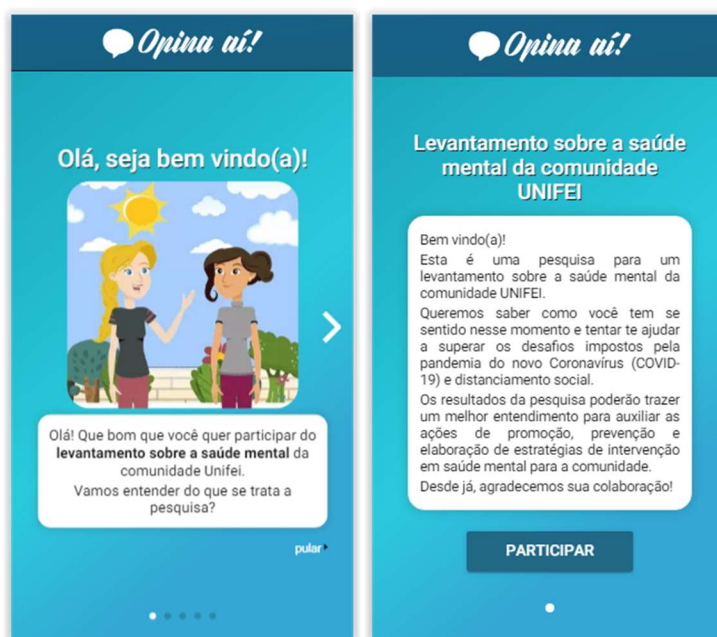 Opina aí!
Olá, seja bem vindo(a)!
Olá! Que bom que você quer participar do
levantamento sobre a saúde mental da
comunidade Unifei.
Vamos entender do que se trata a
pesquisa?
pular
Opina aí!
Levantamento sobre a saúde
mental da comunidade
UNIFEI
Bem vindo(a)!
Esta é uma pesquisa para um
levantamento sobre a saúde mental da
comunidade UNIFEI.
Queremos saber como você tem se
sentido nesse momento e tentar te ajudar
a superar os desafios impostos pela
pandemia do novo Coronavírus (COVID-
19) e distanciamento social.
Os resultados da pesquisa poderão trazer
um melhor entendimento para auxiliar as
ações de promoção, prevenção e
elaboração de estratégias de intervenção
em saúde mental para a comunidade.
Desde já, agradecemos sua colaboração!
PARTICIPAR